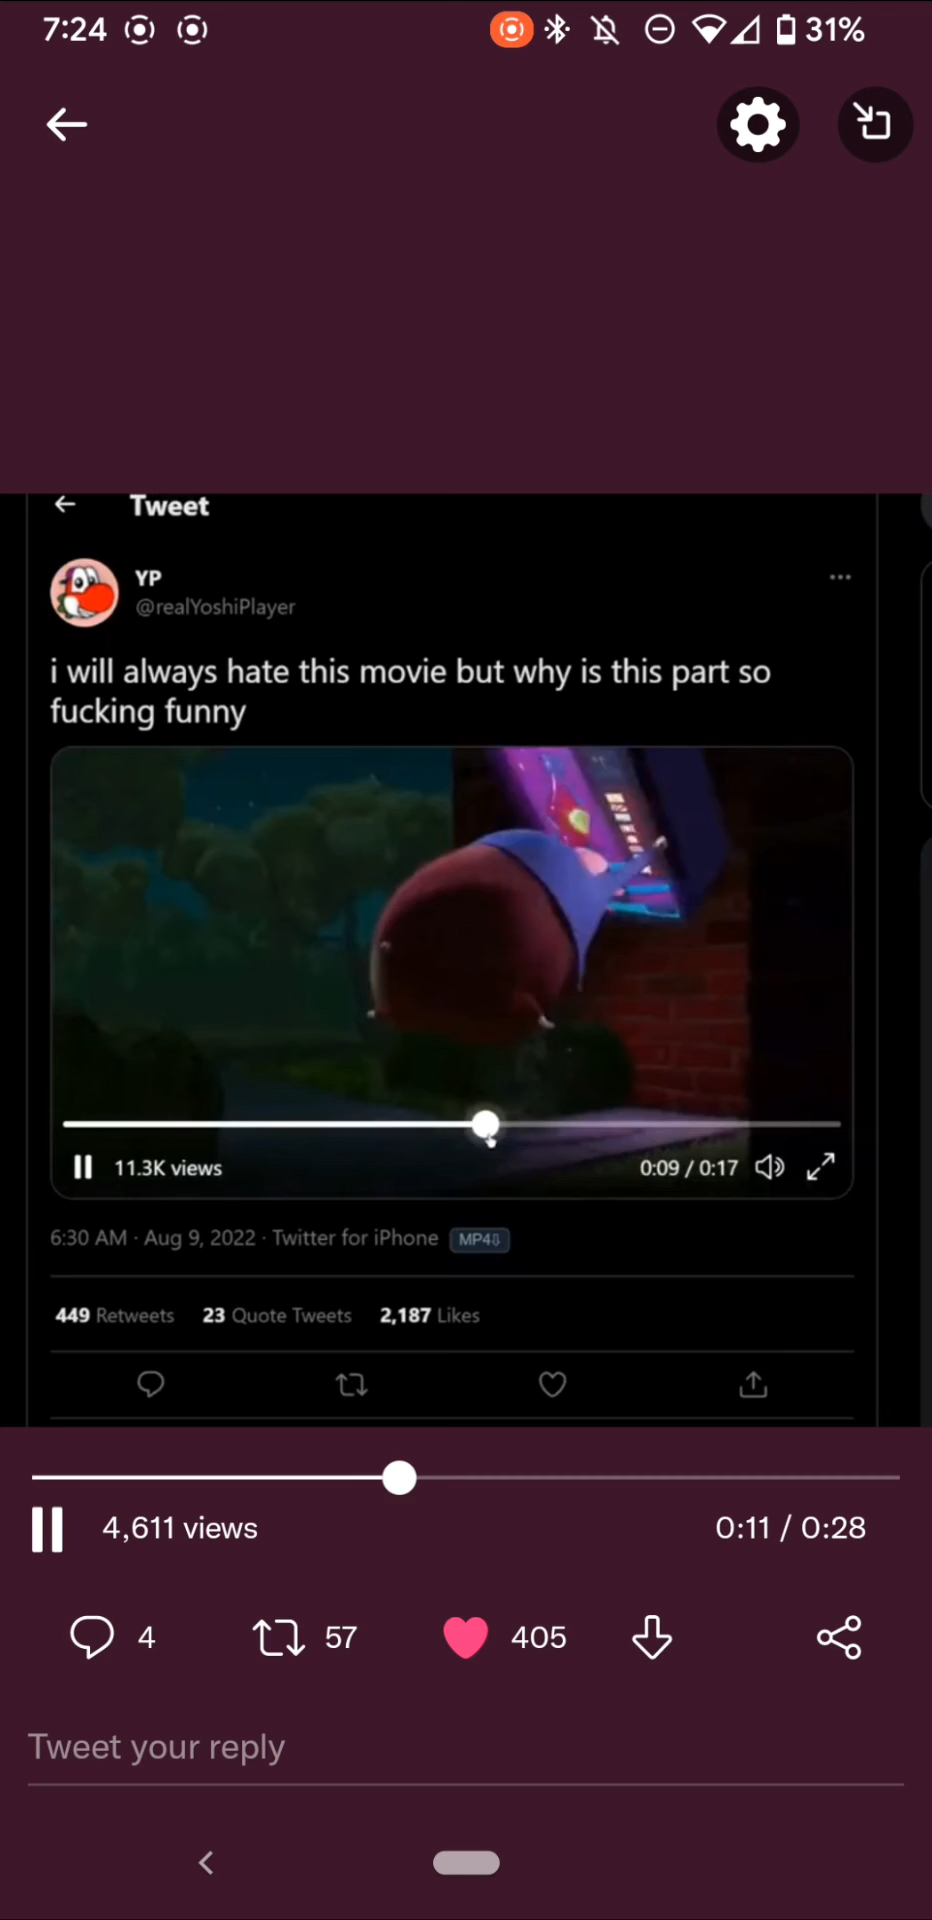 7:24
31%
Tweet
YP
@realYoshiPlayer
i will always hate this movie but why is this part so
fucking funny
11.3K views
0:09 / 0:17
6:30 AM · Aug 9, 2022 · Twitter for iPhone MP4⇩
449 Retweets 23 Quote Tweets 2,187 Likes
4,611 views
0:11 / 0:28
4 57 405
Tweet your reply